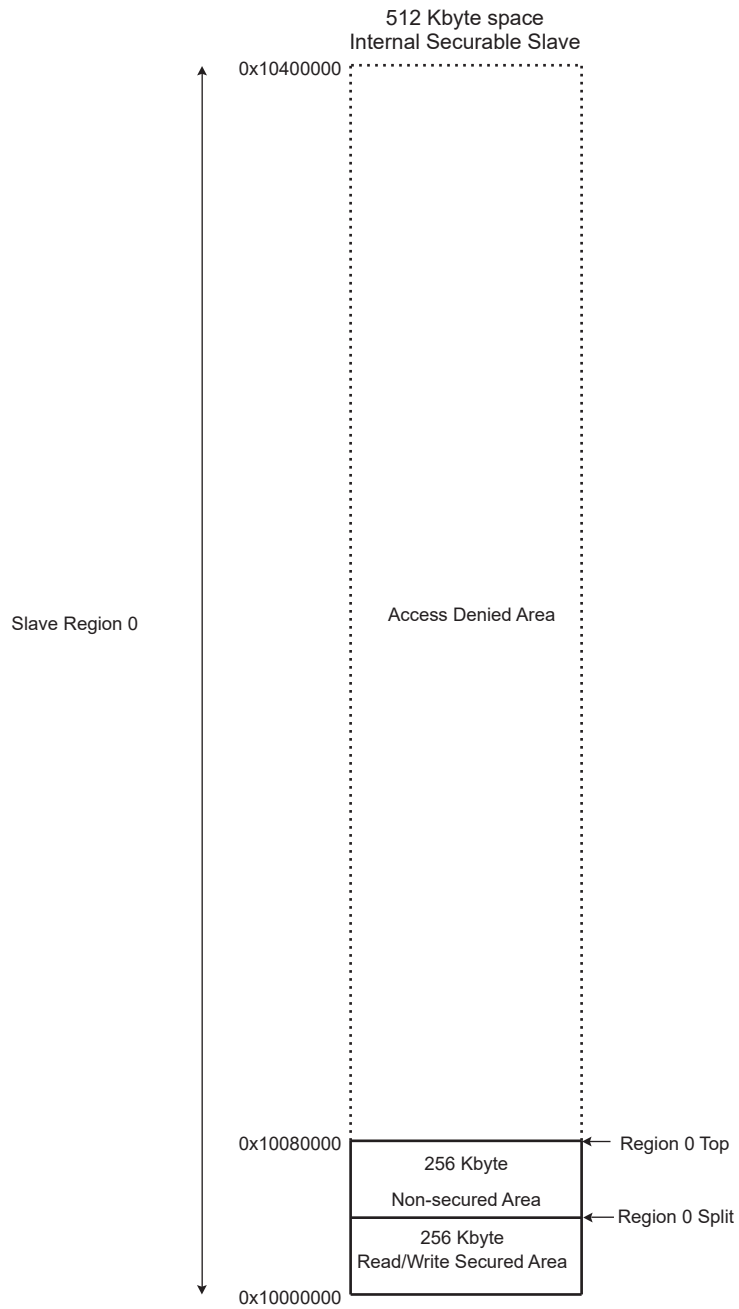 512 Kbyte space
Internal Securable Slave
0x10400000
Slave Region 0
Access Denied Area
0x10080000
Region 0 Top
256 Kbyte
Non-secured Area
Region 0 Split
256 Kbyte
Read/Write Secured Area
0x10000000